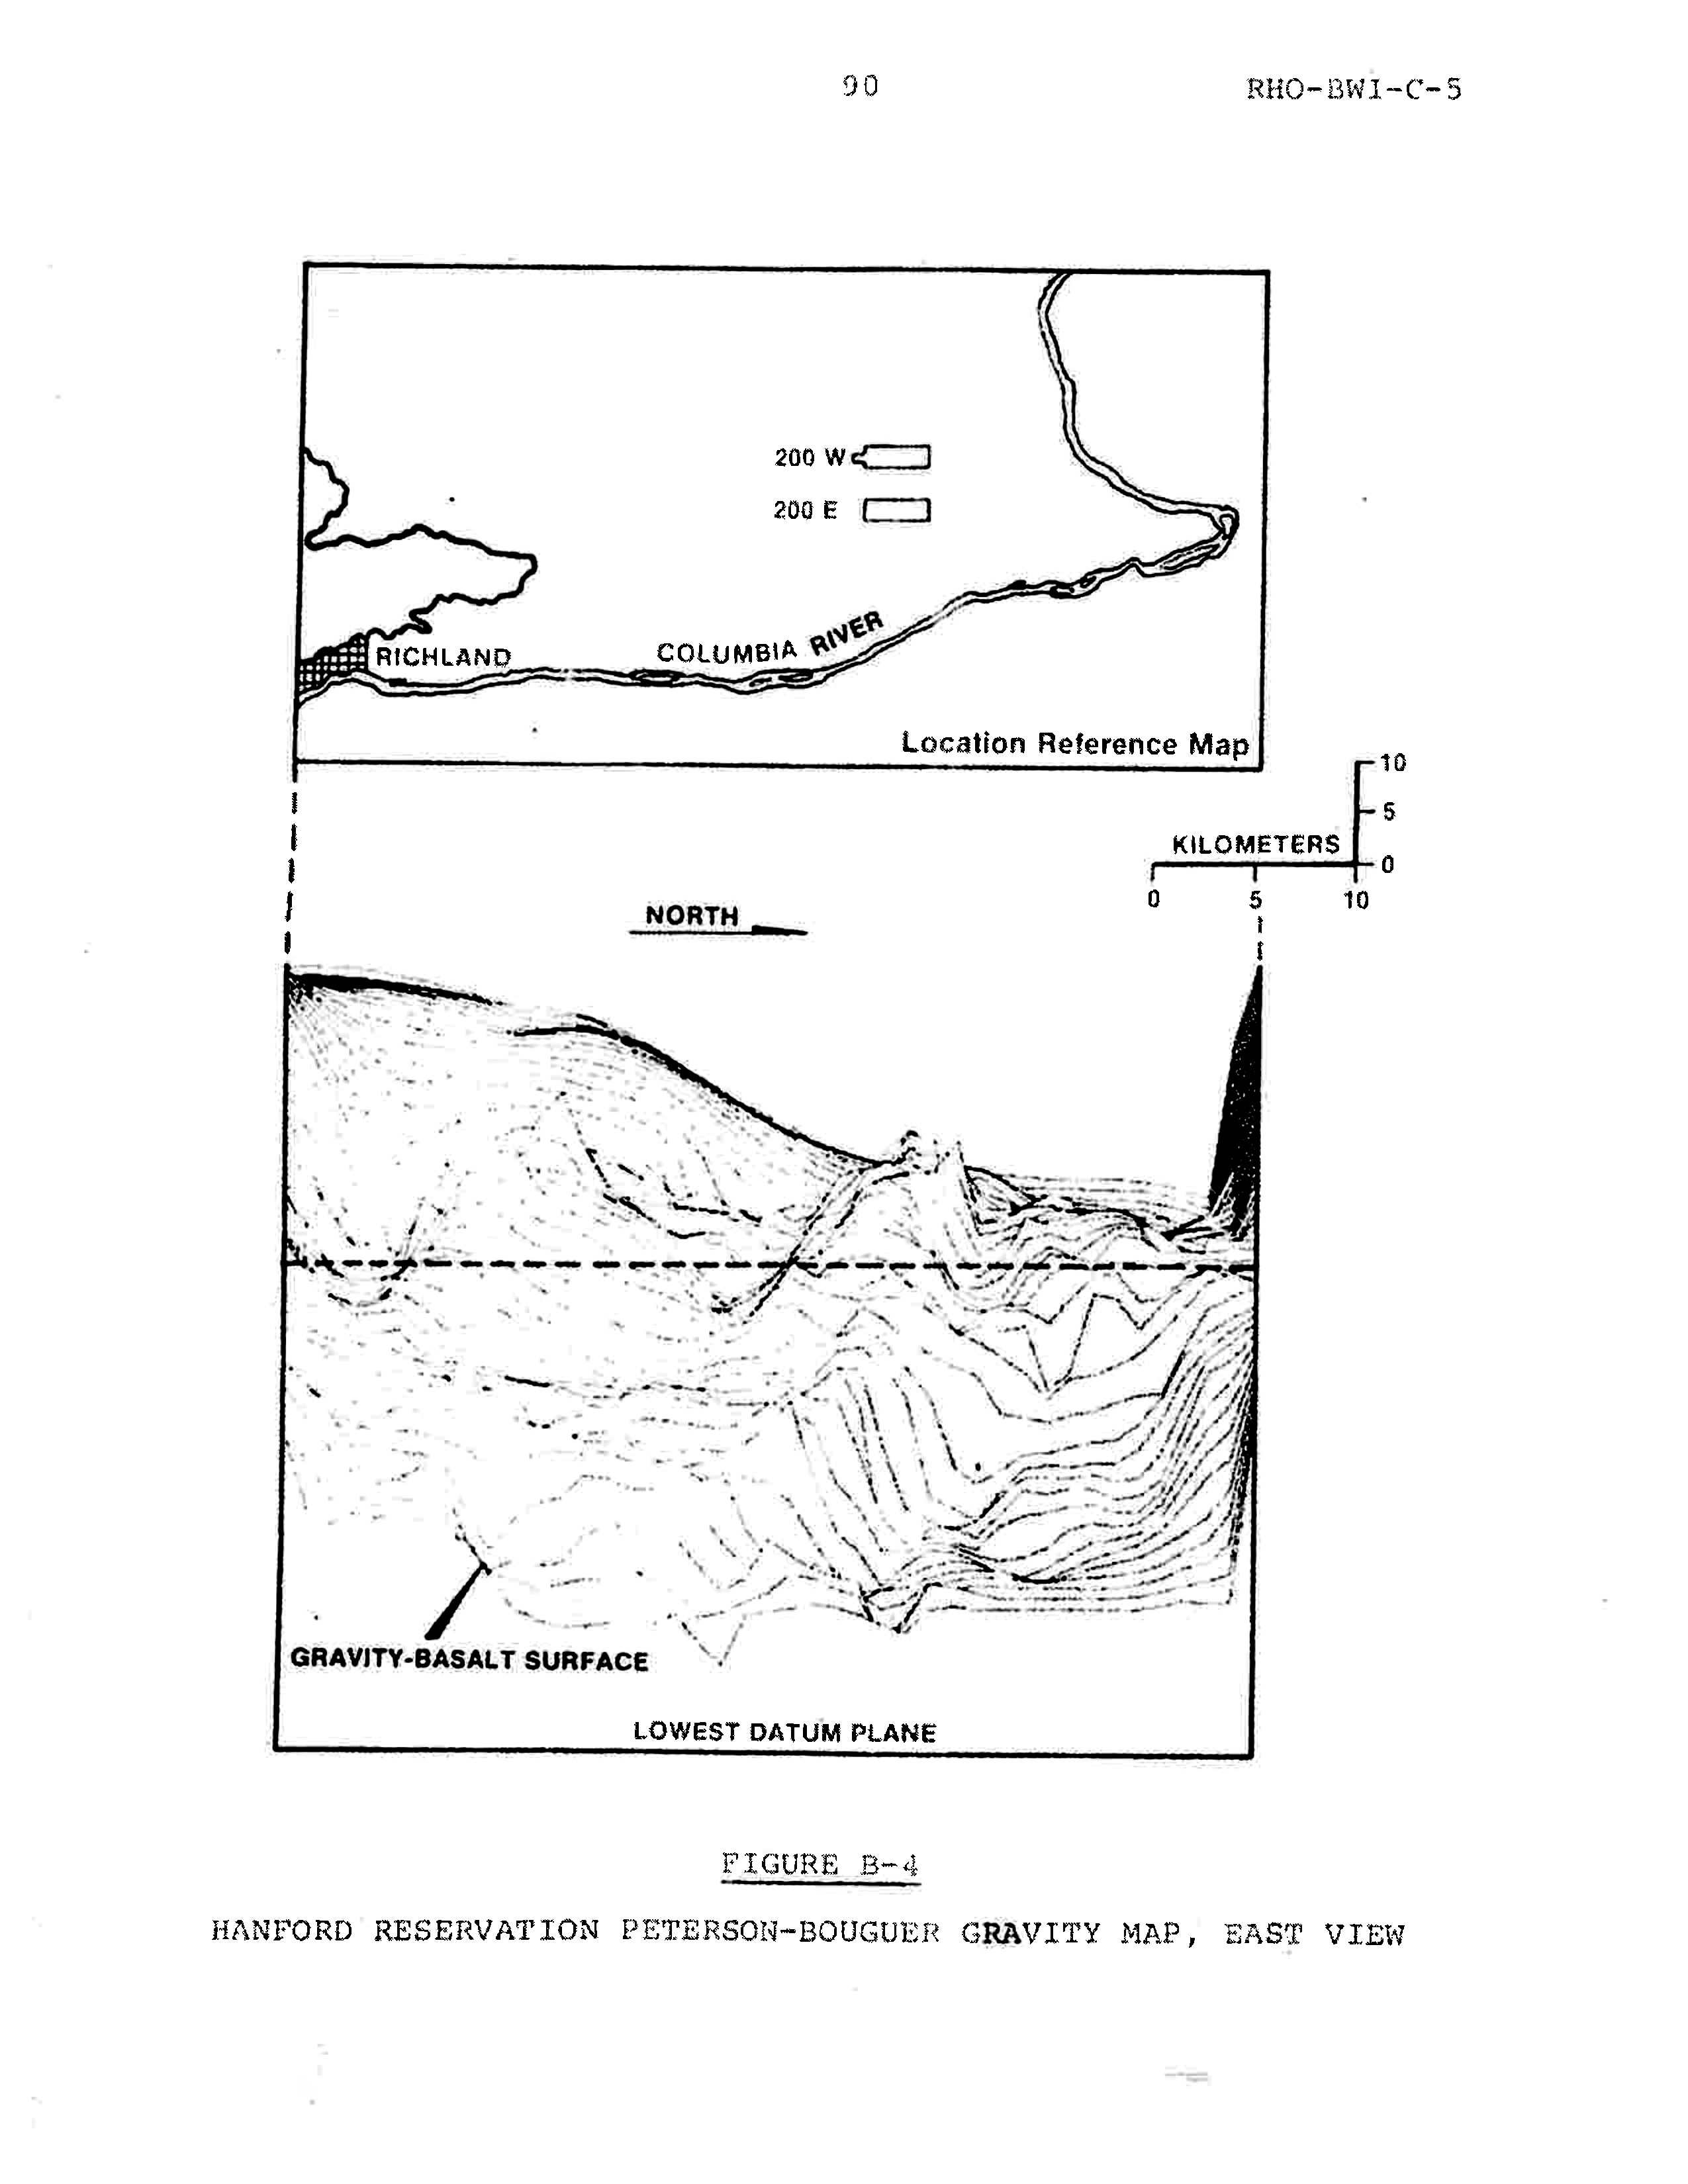 90
RHO-BWI-C-5
200 W
200 E
RICHLAND
COLUMBIA RIVER
Location Reference Map
10
5
KILOMETERS
0
0 5 10
NORTH
GRAVITY-BASALT SURFACE
LOWEST DATUM PLANE
FIGURE B-4
HANFORD RESERVATION PETERSON-BOUGUER GRAVITY MAP, EAST VIEW